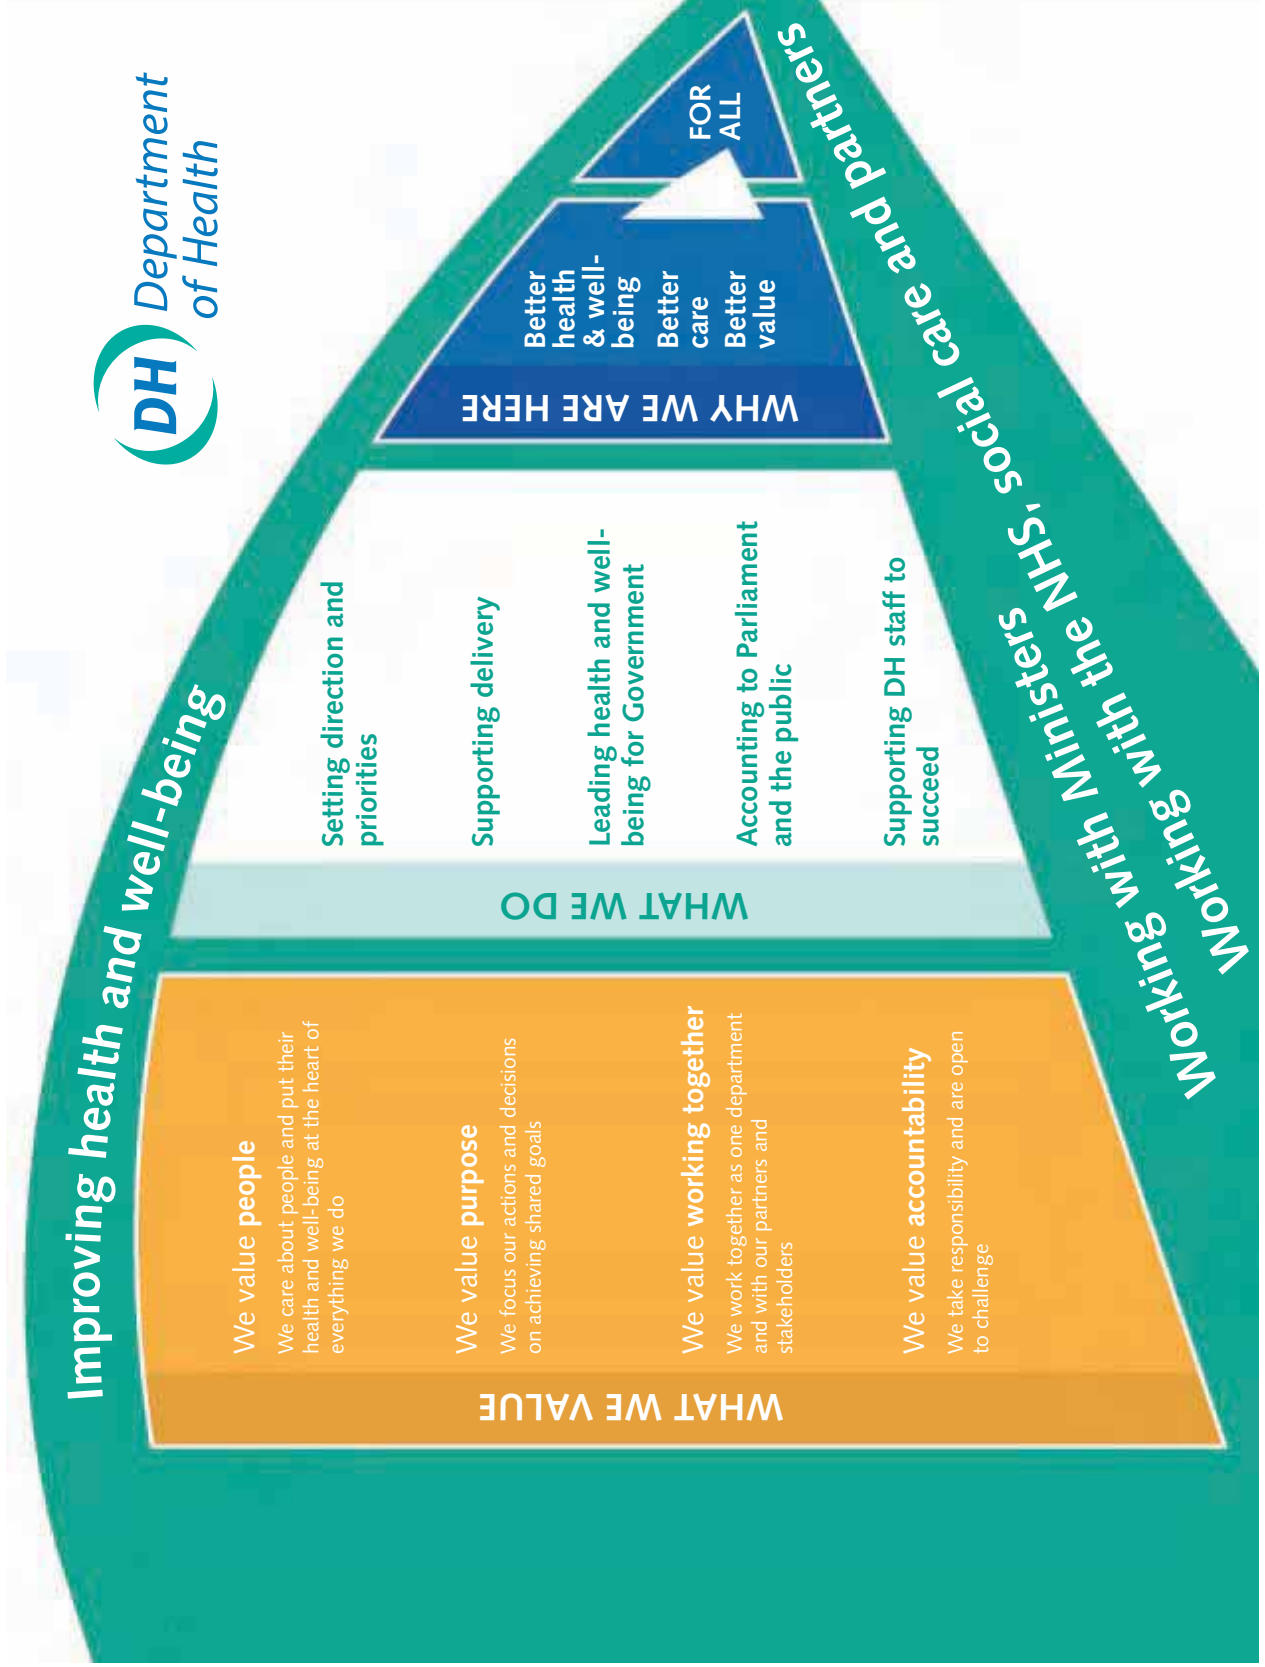 DH Department
of Health
Improving health and well-being
WHAT WE VALUE
We value people
We care about people and put their
health and well-being at the heart of
everything we do
We value purpose
We focus our actions and decisions
on achieving shared goals
We value working together
We work together as one department
and with our partners and
stakeholders
We value accountability
We take responsibility and are open
to challenge
WHAT WE DO
Setting direction and
priorities
Supporting delivery
Leading health and well-
being for Government
Accounting to Parliament
and the public
Supporting DH staff to
succeed
WHY WE ARE HERE
Better
health
& well-
being
Better
care
Better
value
FOR
ALL
Working with Ministers
Working with the NHS, social care and partners